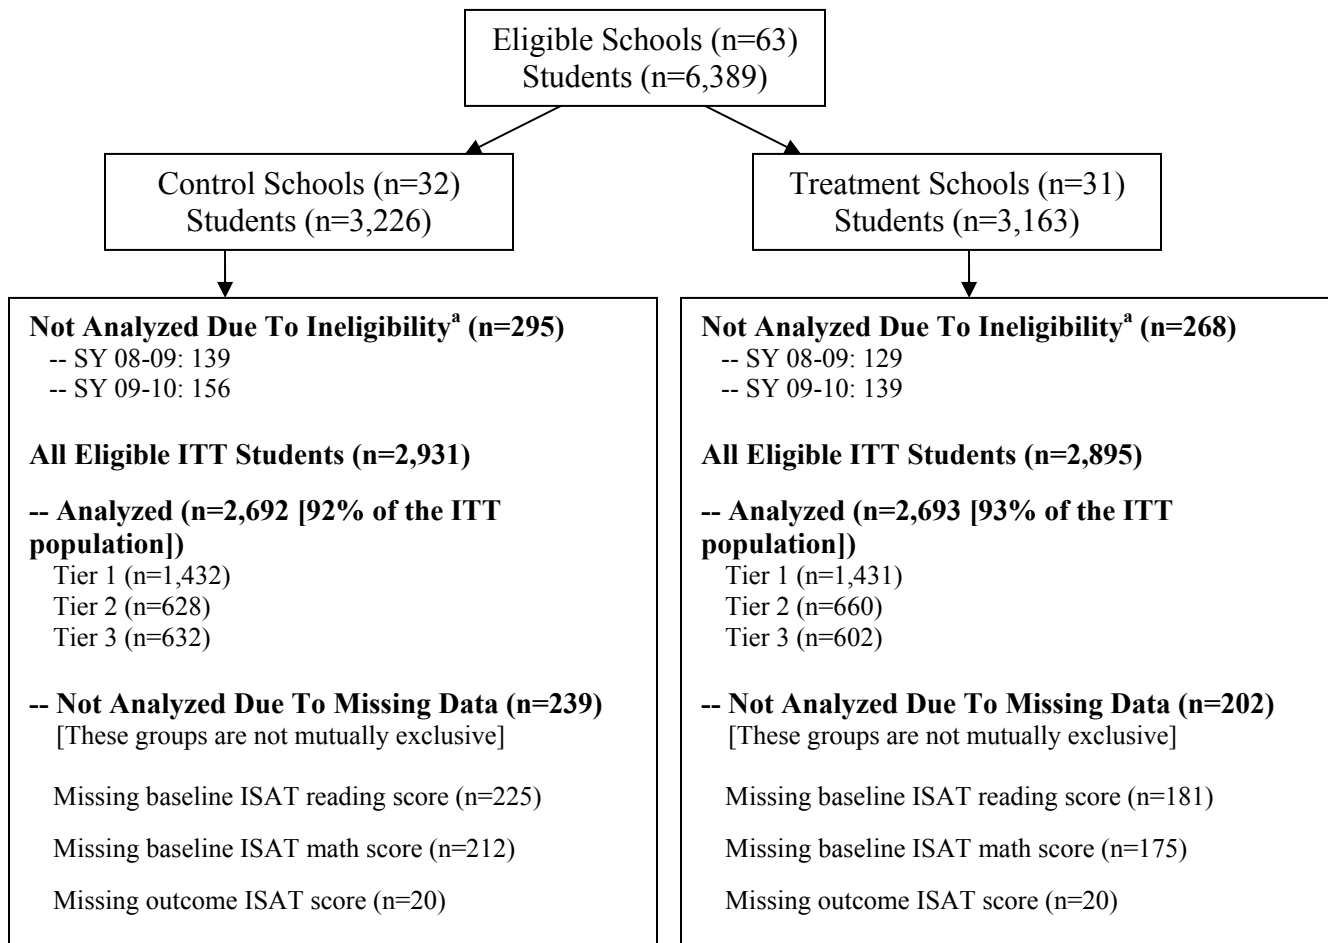 Eligible Schools (n=63)
Students (n=6,389)
Control Schools (n=32)
Students (n=3,226)
Treatment Schools (n=31)
Students (n=3,163)
Not Analyzed Due To Ineligibilityᵃ (n=295)
-- SY 08-09: 139
-- SY 09-10: 156
All Eligible ITT Students (n=2,931)
-- Analyzed (n=2,692 [92% of the ITT
population])
Tier 1 (n=1,432)
Tier 2 (n=628)
Tier 3 (n=632)
-- Not Analyzed Due To Missing Data (n=239)
[These groups are not mutually exclusive]
Missing baseline ISAT reading score (n=225)
Missing baseline ISAT math score (n=212)
Missing outcome ISAT score (n=20)
Not Analyzed Due To Ineligibilityᵃ (n=268)
-- SY 08-09: 129
-- SY 09-10: 139
All Eligible ITT Students (n=2,895)
-- Analyzed (n=2,693 [93% of the ITT
population])
Tier 1 (n=1,431)
Tier 2 (n=660)
Tier 3 (n=602)
-- Not Analyzed Due To Missing Data (n=202)
[These groups are not mutually exclusive]
Missing baseline ISAT reading score (n=181)
Missing baseline ISAT math score (n=175)
Missing outcome ISAT score (n=20)